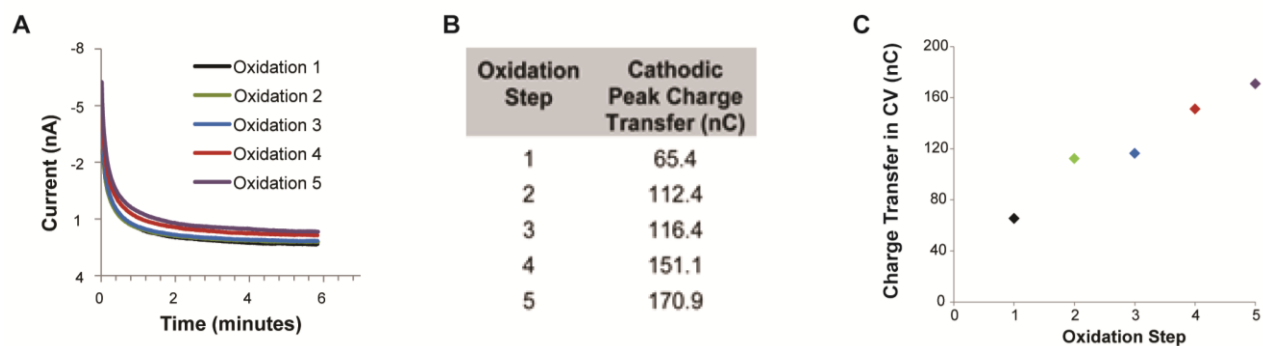 A
-8
-5
-2
1
4
Current (nA)
Oxidation 1
Oxidation 2
Oxidation 3
Oxidation 4
Oxidation 5
0 2 4 6 8
Time (minutes)
B
Oxidation Step
Cathodic Peak Charge Transfer (nC)
1 65.4
2 112.4
3 116.4
4 151.1
5 170.9
C
200
160
120
80
40
0
Charge Transfer in CV (nC)
0 1 2 3 4 5
Oxidation Step